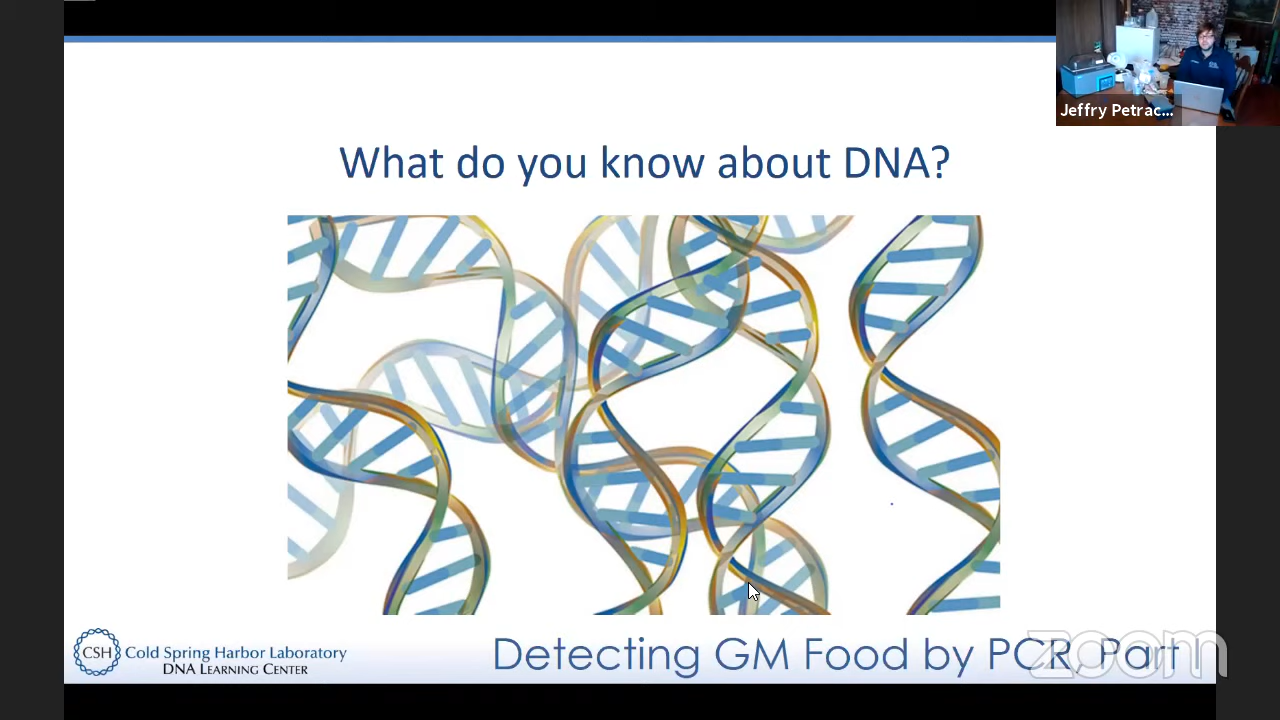 Jeffry Petrac...
What do you know about DNA?
CSH Cold Spring Harbor Laboratory
DNA LEARNING CENTER
Detecting GM Food by PCR, Part
zoom